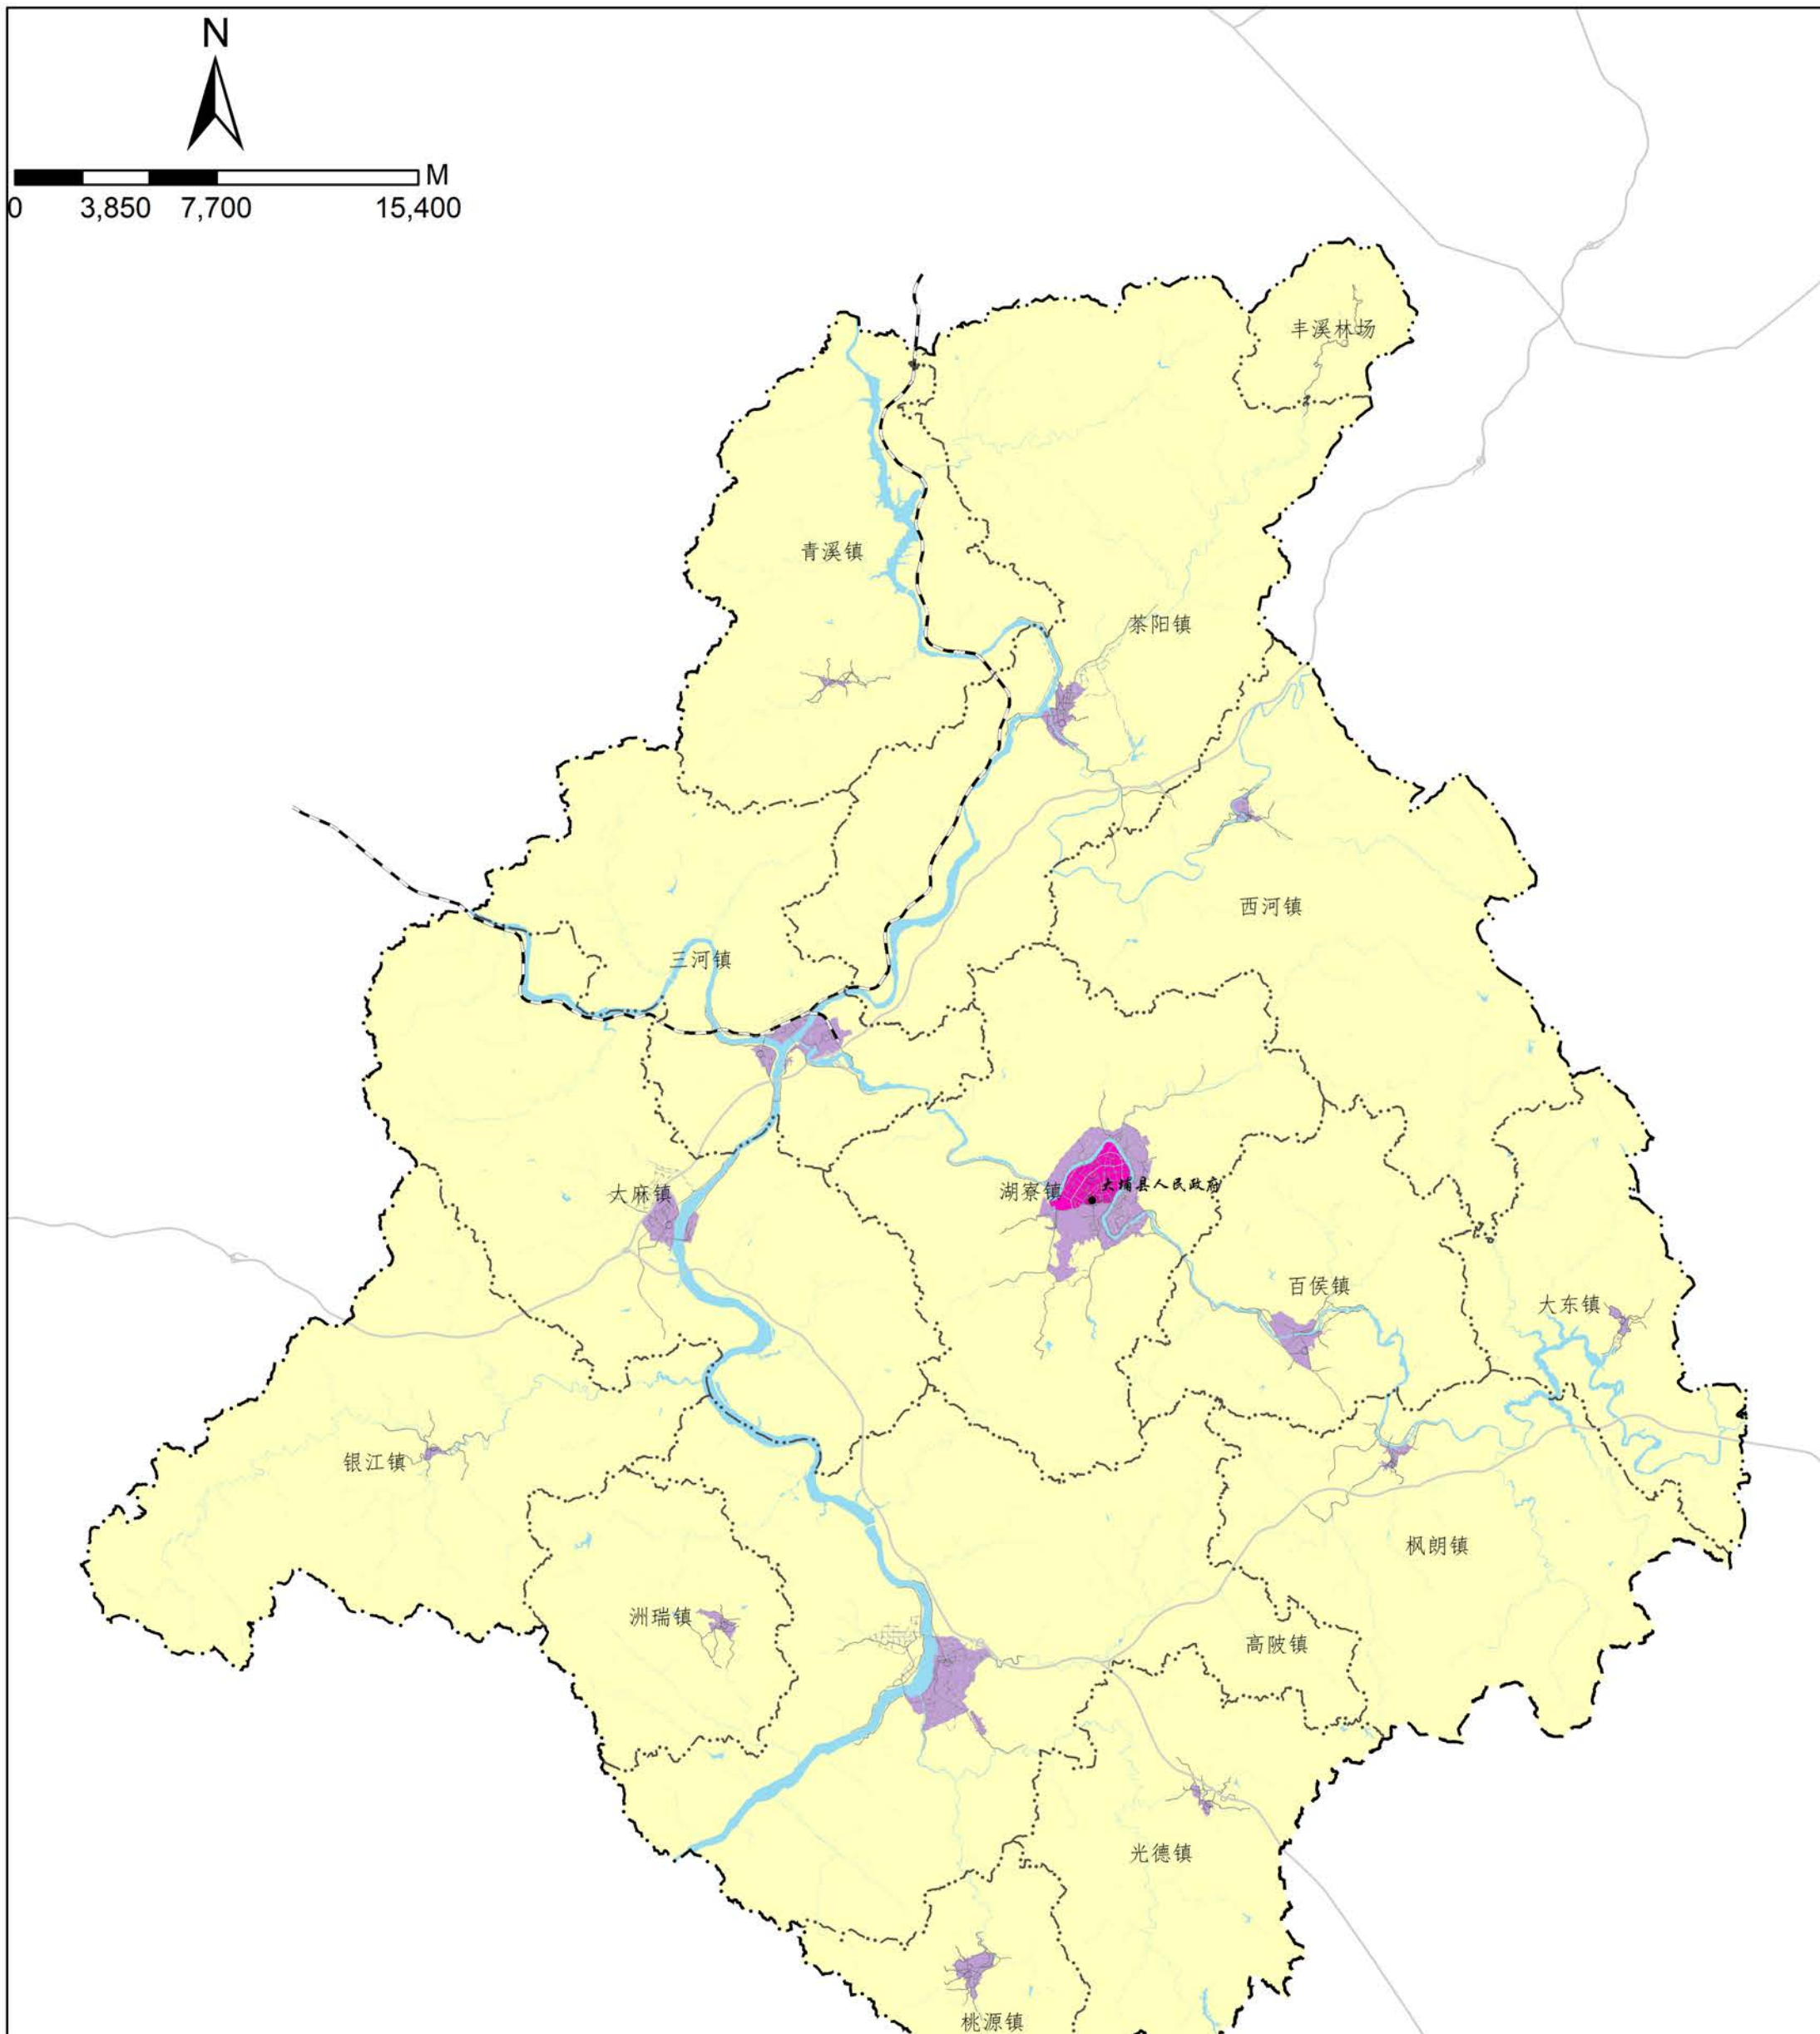 N
M
0 3,850 7,700 15,400
丰溪林场
青溪镇
茶阳镇
西河镇
三河镇
大麻镇
湖寮镇
大埔县人民政府
百侯镇
大东镇
银江镇
枫朗镇
洲瑞镇
高陂镇
光德镇
桃源镇